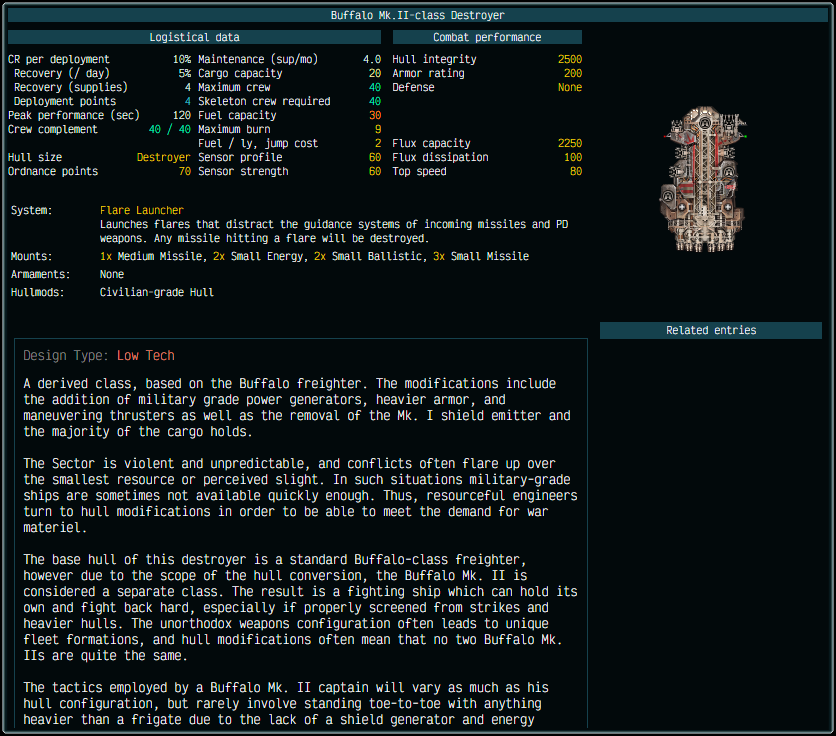 Buffalo Mk.II-class Destroyer
Logistical data
CR per deployment 10% Maintenance (sup/mo) 4.0
Recovery (/ day) 5% Cargo capacity 20
Recovery (supplies) 4 Maximum crew 40
Deployment points 4 Skeleton crew required 40
Peak performance (sec) 120 Fuel capacity 30
Crew complement 40 / 40 Maximum burn 9
Fuel / ly, jump cost 2
Hull size Destroyer Sensor profile 60
Ordnance points 70 Sensor strength 60
Combat performance
Hull integrity 2500
Armor rating 200
Defense None
Flux capacity 2250
Flux dissipation 100
Top speed 80
System: Flare Launcher
Launches flares that distract the guidance systems of incoming missiles and PD
weapons. Any missile hitting a flare will be destroyed.
Mounts: 1x Medium Missile, 2x Small Energy, 2x Small Ballistic, 3x Small Missile
Armaments: None
Hullmods: Civilian-grade Hull
Related entries
Design Type: Low Tech
A derived class, based on the Buffalo freighter. The modifications include
the addition of military grade power generators, heavier armor, and
maneuvering thrusters as well as the removal of the Mk. I shield emitter and
the majority of the cargo holds.
The Sector is violent and unpredictable, and conflicts often flare up over
the smallest resource or perceived slight. In such situations military-grade
ships are sometimes not available quickly enough. Thus, resourceful engineers
turn to hull modifications in order to be able to meet the demand for war
materiel.
The base hull of this destroyer is a standard Buffalo-class freighter,
however due to the scope of the hull conversion, the Buffalo Mk. II is
considered a separate class. The result is a fighting ship which can hold its
own and fight back hard, especially if properly screened from strikes and
heavier hulls. The unorthodox weapons configuration often leads to unique
fleet formations, and hull modifications often mean that no two Buffalo Mk.
IIs are quite the same.
The tactics employed by a Buffalo Mk. II captain will vary as much as his
hull configuration, but rarely involve standing toe-to-toe with anything
heavier than a frigate due to the lack of a shield generator and energy